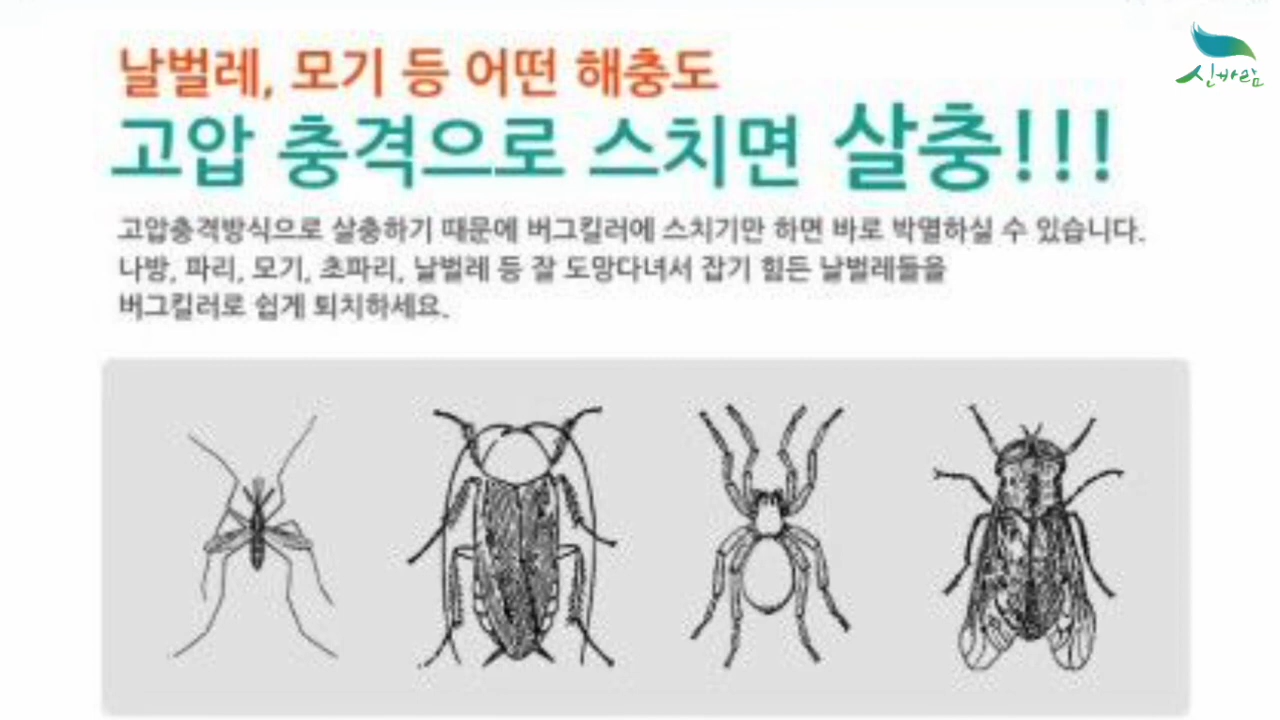 신바람
날벌레, 모기 등 어떤 해충도
고압 충격으로 스치면 살충!!!
고압충격방식으로 살충하기 때문에 버그킬러에 스치기만 하면 바로 박멸하실 수 있습니다.
나방, 파리, 모기, 초파리, 날벌레 등 잘 도망다녀서 잡기 힘든 날벌레들을
버그킬러로 쉽게 퇴치하세요.